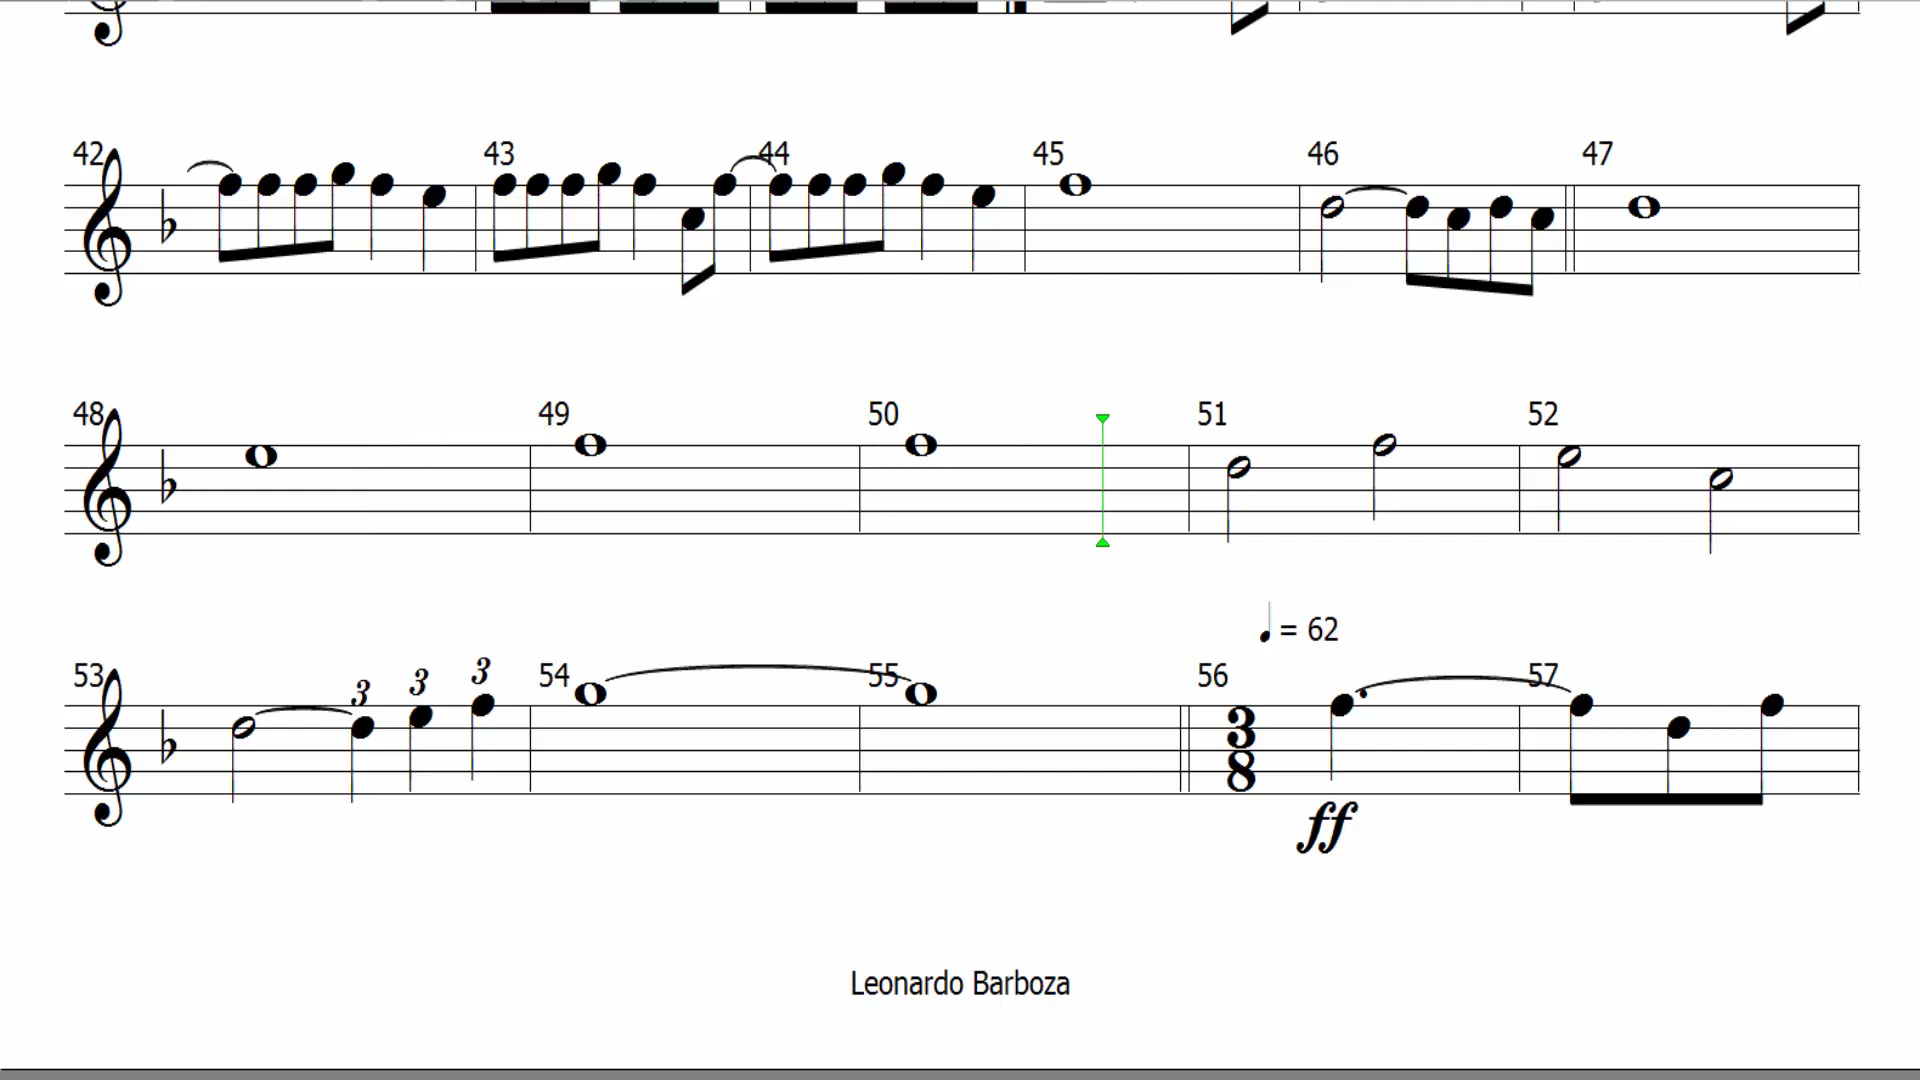 42 43 44 45 46 47
48 49 50 51 52
= 62
53 3 3 3 54 55 56 57
3
8
ff
Leonardo Barboza